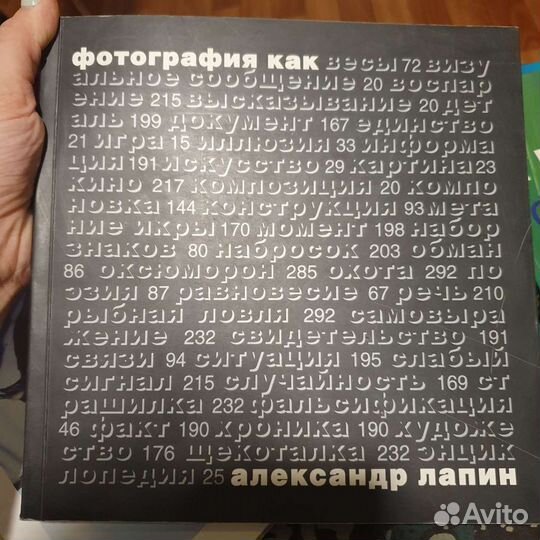 фотография как весы 72 визу
альное сообщение 20 воспар
ение 215 высказывание 20 дет
аль 199 документ 167 единство
21 игра 15 иллюзия 33 информа
ция 191 искусство 29 картина 23
кино 217 композиция 20 компо
новка 144 конструкция 93 мета
ние икры 170 момент 198 набор
знаков 80 набросок 203 обман
86 оксюморон 285 охота 292 по
эзия 87 равновесие 67 речь 210
рыбная ловля 292 самовыра
жение 232 свидетельство 191
связи 94 ситуация 195 слабый
сигнал 215 случайность 169 ст
рашилка 232 фальсификация
46 факт 190 хроника 190 художе
ство 176 щекоталка 232 энцик
лопедия 25 александр лапин
Avito